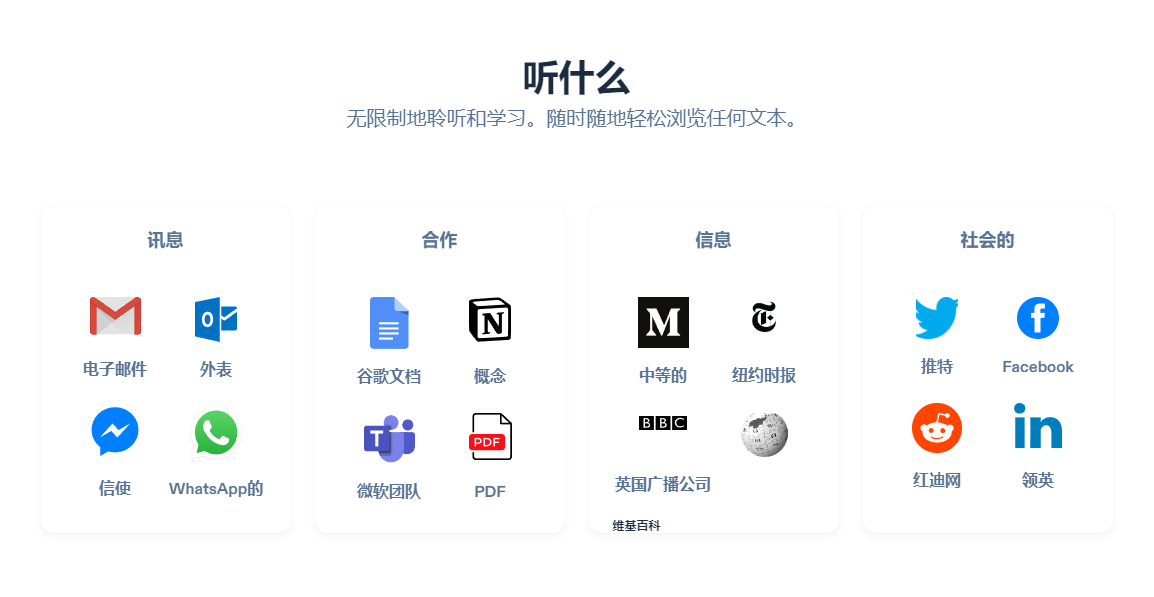 听什么
无限制地聆听和学习。随时随地轻松浏览任何文本。
讯息
电子邮件
外表
信使
WhatsApp的
合作
谷歌文档
概念
微软团队
PDF
PDF
信息
中等的
纽约时报
BBC
英国广播公司
维基百科
社会的
推特
Facebook
红迪网
in
领英